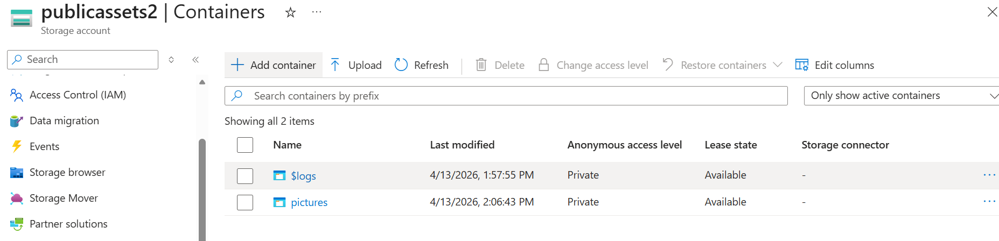 publicassets2 | Containers
Storage account
Search
Access Control (IAM)
Data migration
Events
Storage browser
Storage Mover
Partner solutions
Add container Upload Refresh Delete Change access level Restore containers Edit columns
Search containers by prefix
Only show active containers
Showing all 2 items
Name Last modified Anonymous access level Lease state Storage connector
$logs 4/13/2026, 1:57:55 PM Private Available -
pictures 4/13/2026, 2:06:43 PM Private Available -